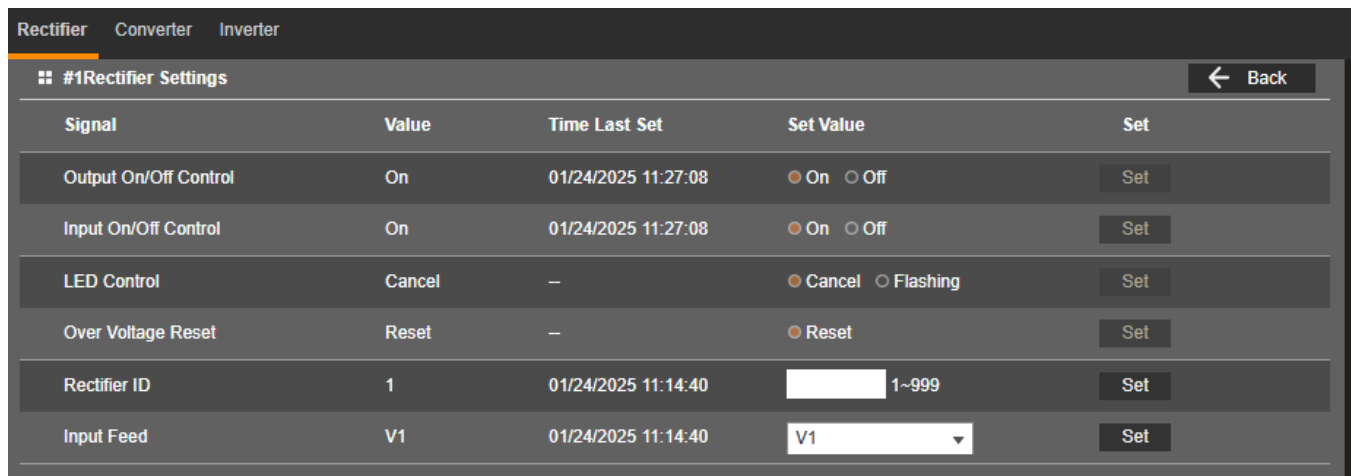 Rectifier Converter Inverter
#1Rectifier Settings Back
Signal Value Time Last Set Set Value Set
Output On/Off Control On 01/24/2025 11:27:08 On Off Set
Input On/Off Control On 01/24/2025 11:27:08 On Off Set
LED Control Cancel -- Cancel Flashing Set
Over Voltage Reset Reset -- Reset Set
Rectifier ID 1 01/24/2025 11:14:40 1~999 Set
Input Feed V1 01/24/2025 11:14:40 V1 Set